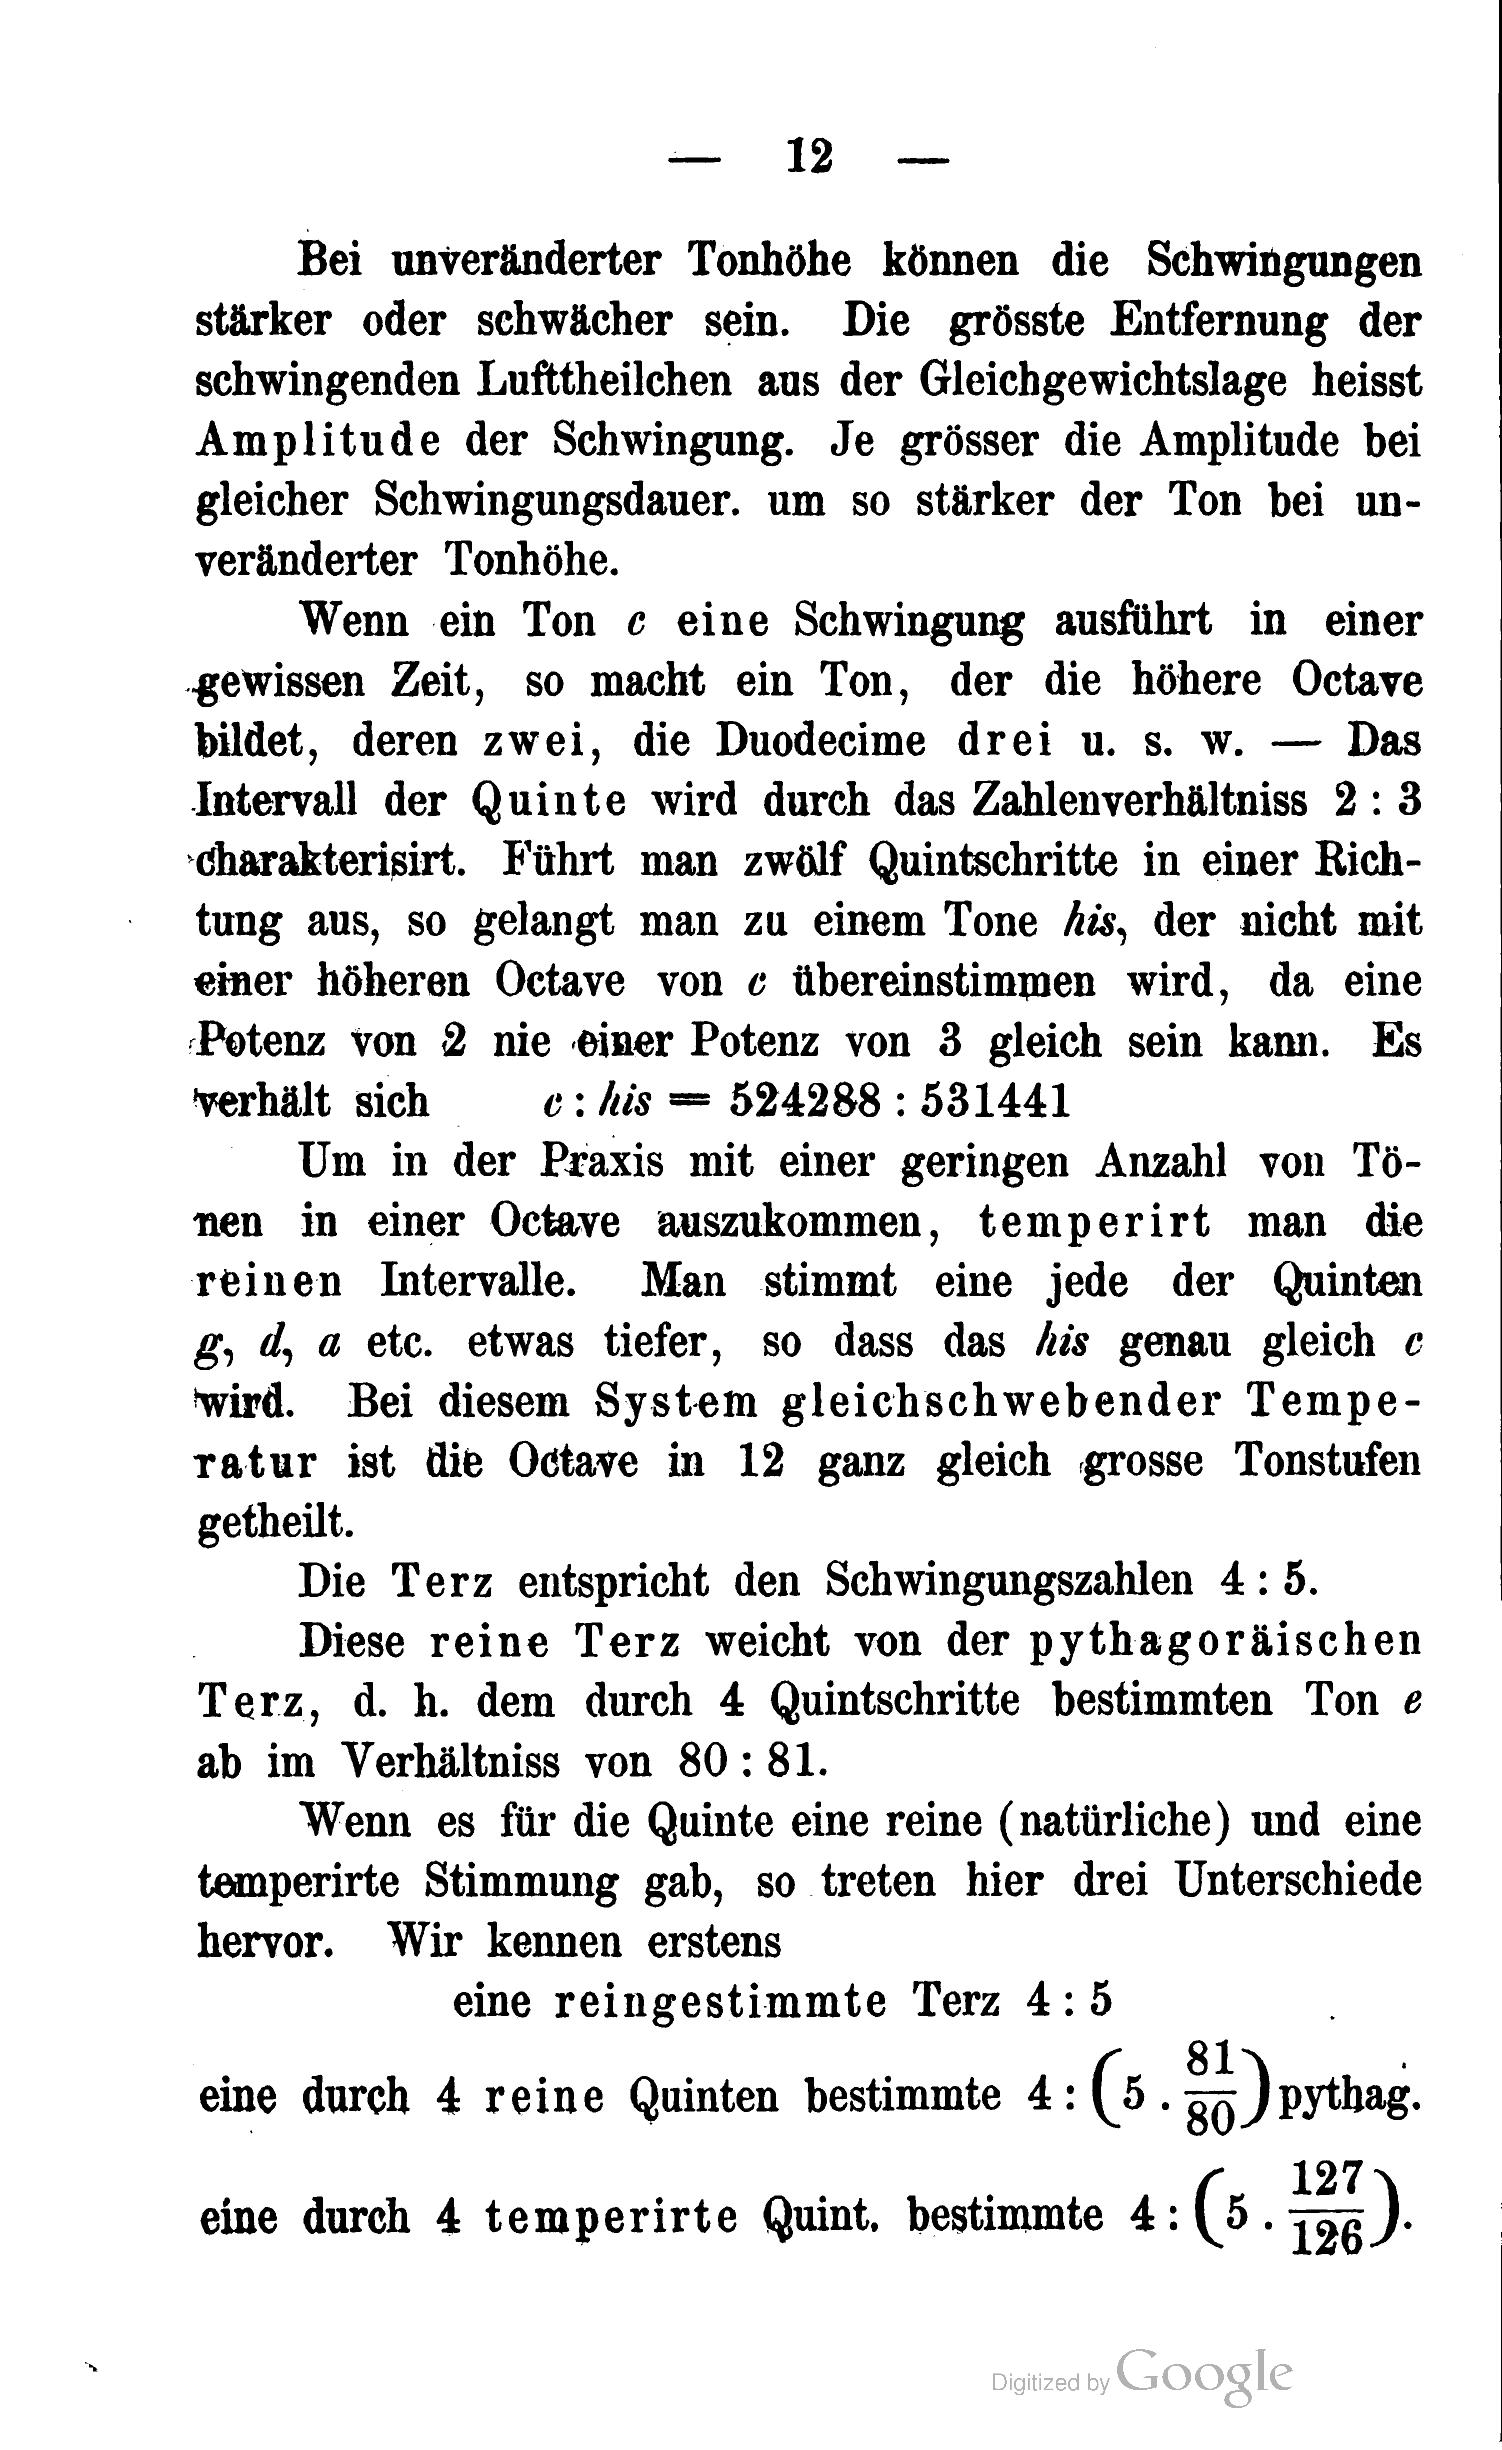 — 12 —
Bei unveränderter Tonhöhe können die Schwingungen
stärker oder schwächer sein. Die grösste Entfernung der
schwingenden Lufttheilchen aus der Gleichgewichtslage heisst
Amplitude der Schwingung. Je grösser die Amplitude bei
gleicher Schwingungsdauer. um so stärker der Ton bei un-
veränderter Tonhöhe.
Wenn ein Ton c eine Schwingung ausführt in einer
gewissen Zeit, so macht ein Ton, der die höhere Octave
bildet, deren zwei, die Duodecime drei u. s. w. — Das
Intervall der Quinte wird durch das Zahlenverhältniss 2 : 3
charakterisirt. Führt man zwölf Quintschritte in einer Rich-
tung aus, so gelangt man zu einem Tone his, der nicht mit
einer höheren Octave von c übereinstimmen wird, da eine
Potenz von 2 nie einer Potenz von 3 gleich sein kann. Es
verhält sich c : his = 524288 : 531441
Um in der Praxis mit einer geringen Anzahl von Tö-
nen in einer Octave auszukommen, temperirt man die
reinen Intervalle. Man stimmt eine jede der Quinten
g, d, a etc. etwas tiefer, so dass das his genau gleich c
wird. Bei diesem System gleichschwebender Tempe-
ratur ist die Octave in 12 ganz gleich grosse Tonstufen
getheilt.
Die Terz entspricht den Schwingungszahlen 4 : 5.
Diese reine Terz weicht von der pythagoräischen
Terz, d. h. dem durch 4 Quintschritte bestimmten Ton e
ab im Verhältniss von 80 : 81.
Wenn es für die Quinte eine reine (natürliche) und eine
temperirte Stimmung gab, so treten hier drei Unterschiede
hervor. Wir kennen erstens
eine reingestimmte Terz 4 : 5
eine durch 4 reine Quinten bestimmte 4 : (5 . 81/80) pythag.
eine durch 4 temperirte Quint. bestimmte 4 : (5 . 127/126).
Digitized by Google